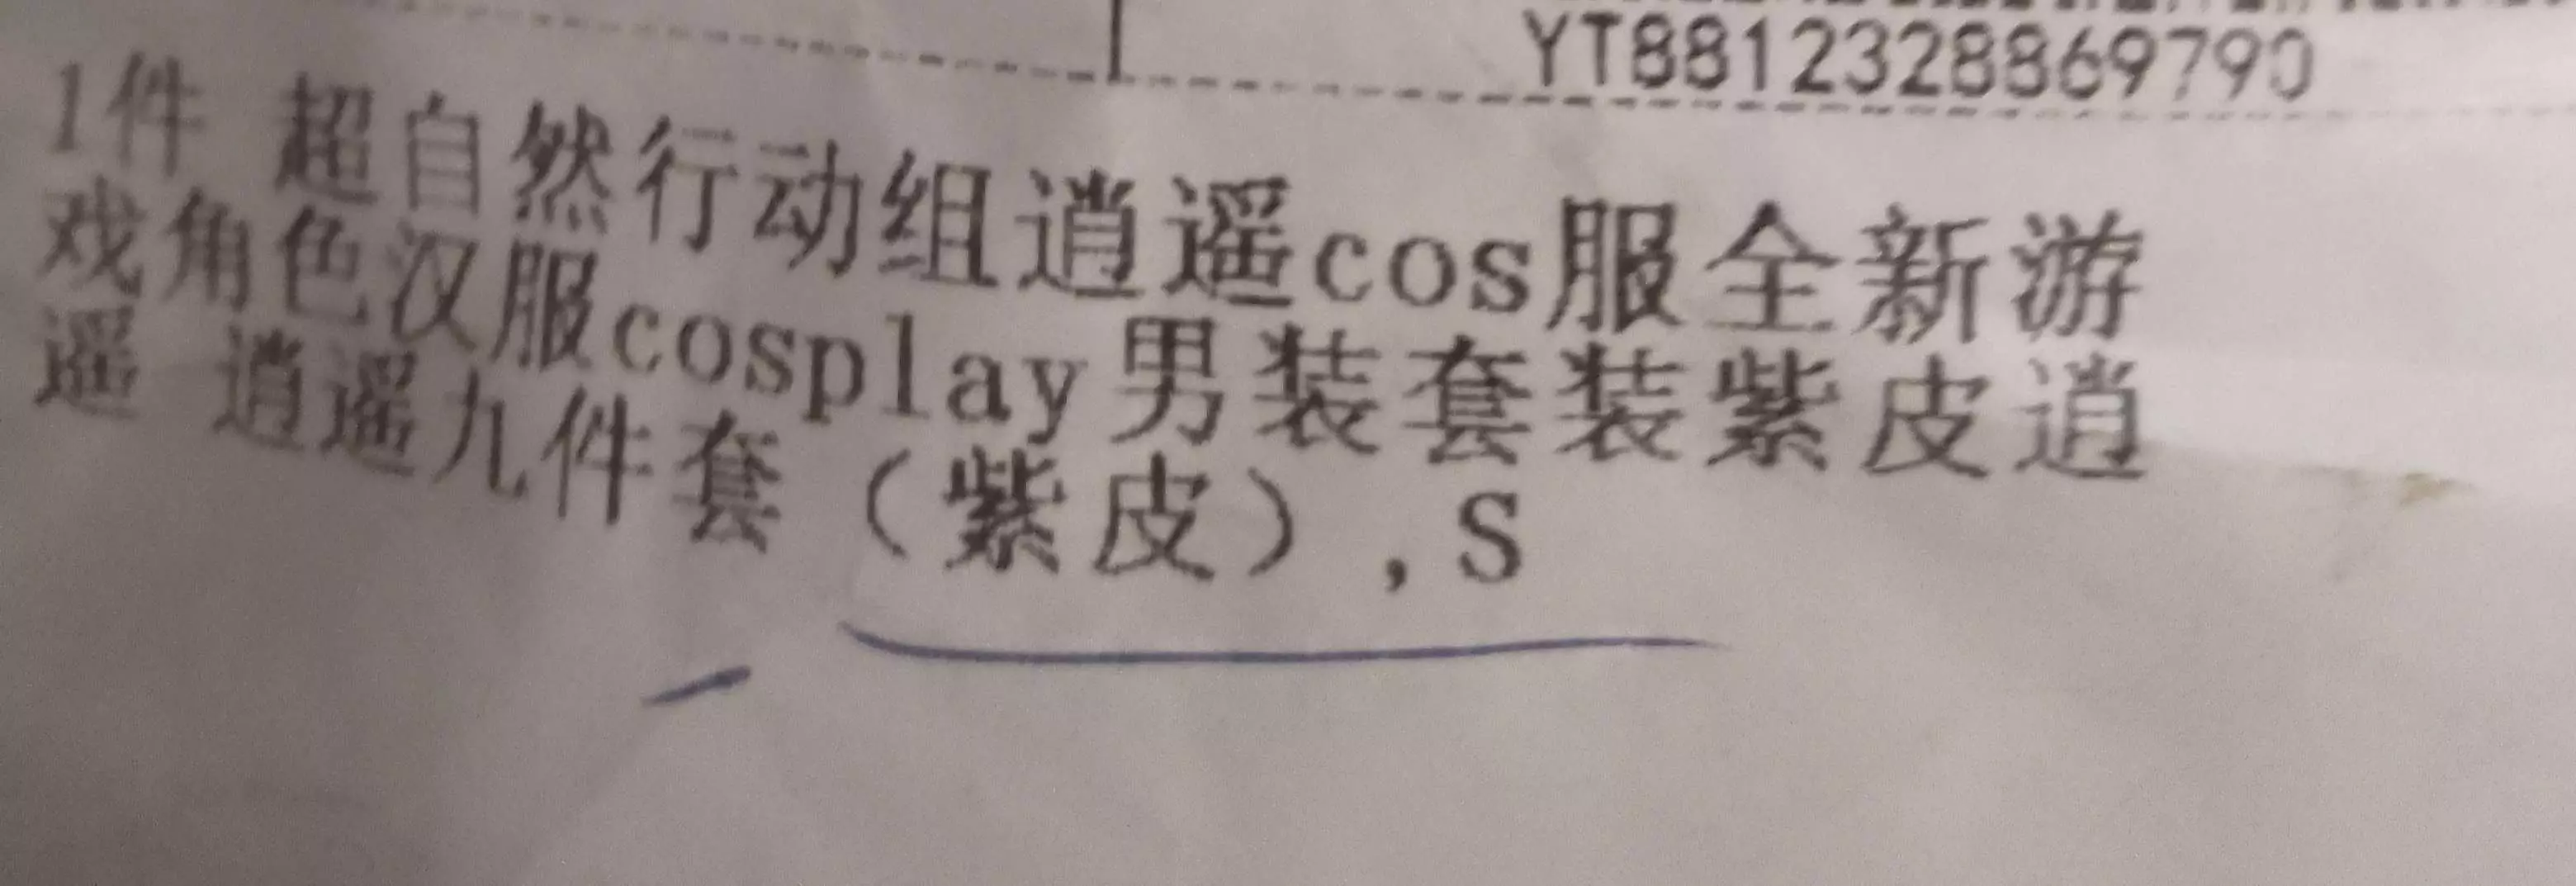 YT8812328869790
1件 超自然行动组逍遥cos服全新游
戏角色汉服cosplay男装套装紫皮逍
遥 逍遥九件套（紫皮）,S